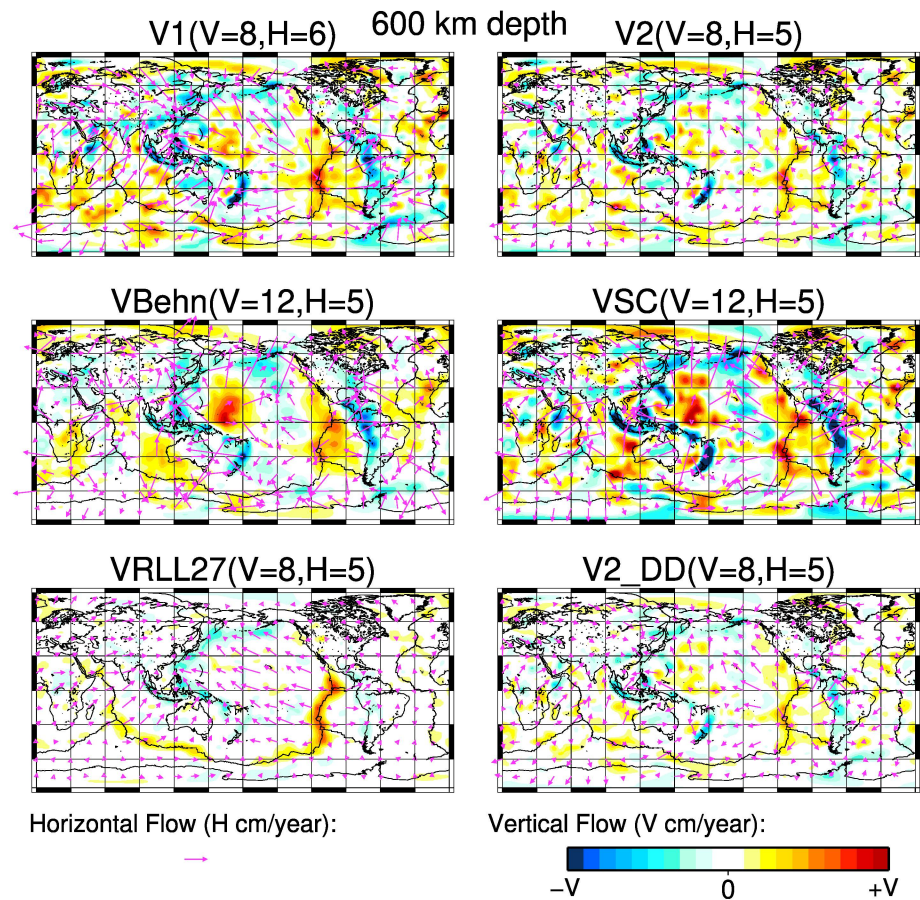 600 km depth
V1(V=8,H=6)
V2(V=8,H=5)
VBehn(V=12,H=5)
VSC(V=12,H=5)
VRLL27(V=8,H=5)
V2_DD(V=8,H=5)
Horizontal Flow (H cm/year):
Vertical Flow (V cm/year):
−V 0 +V